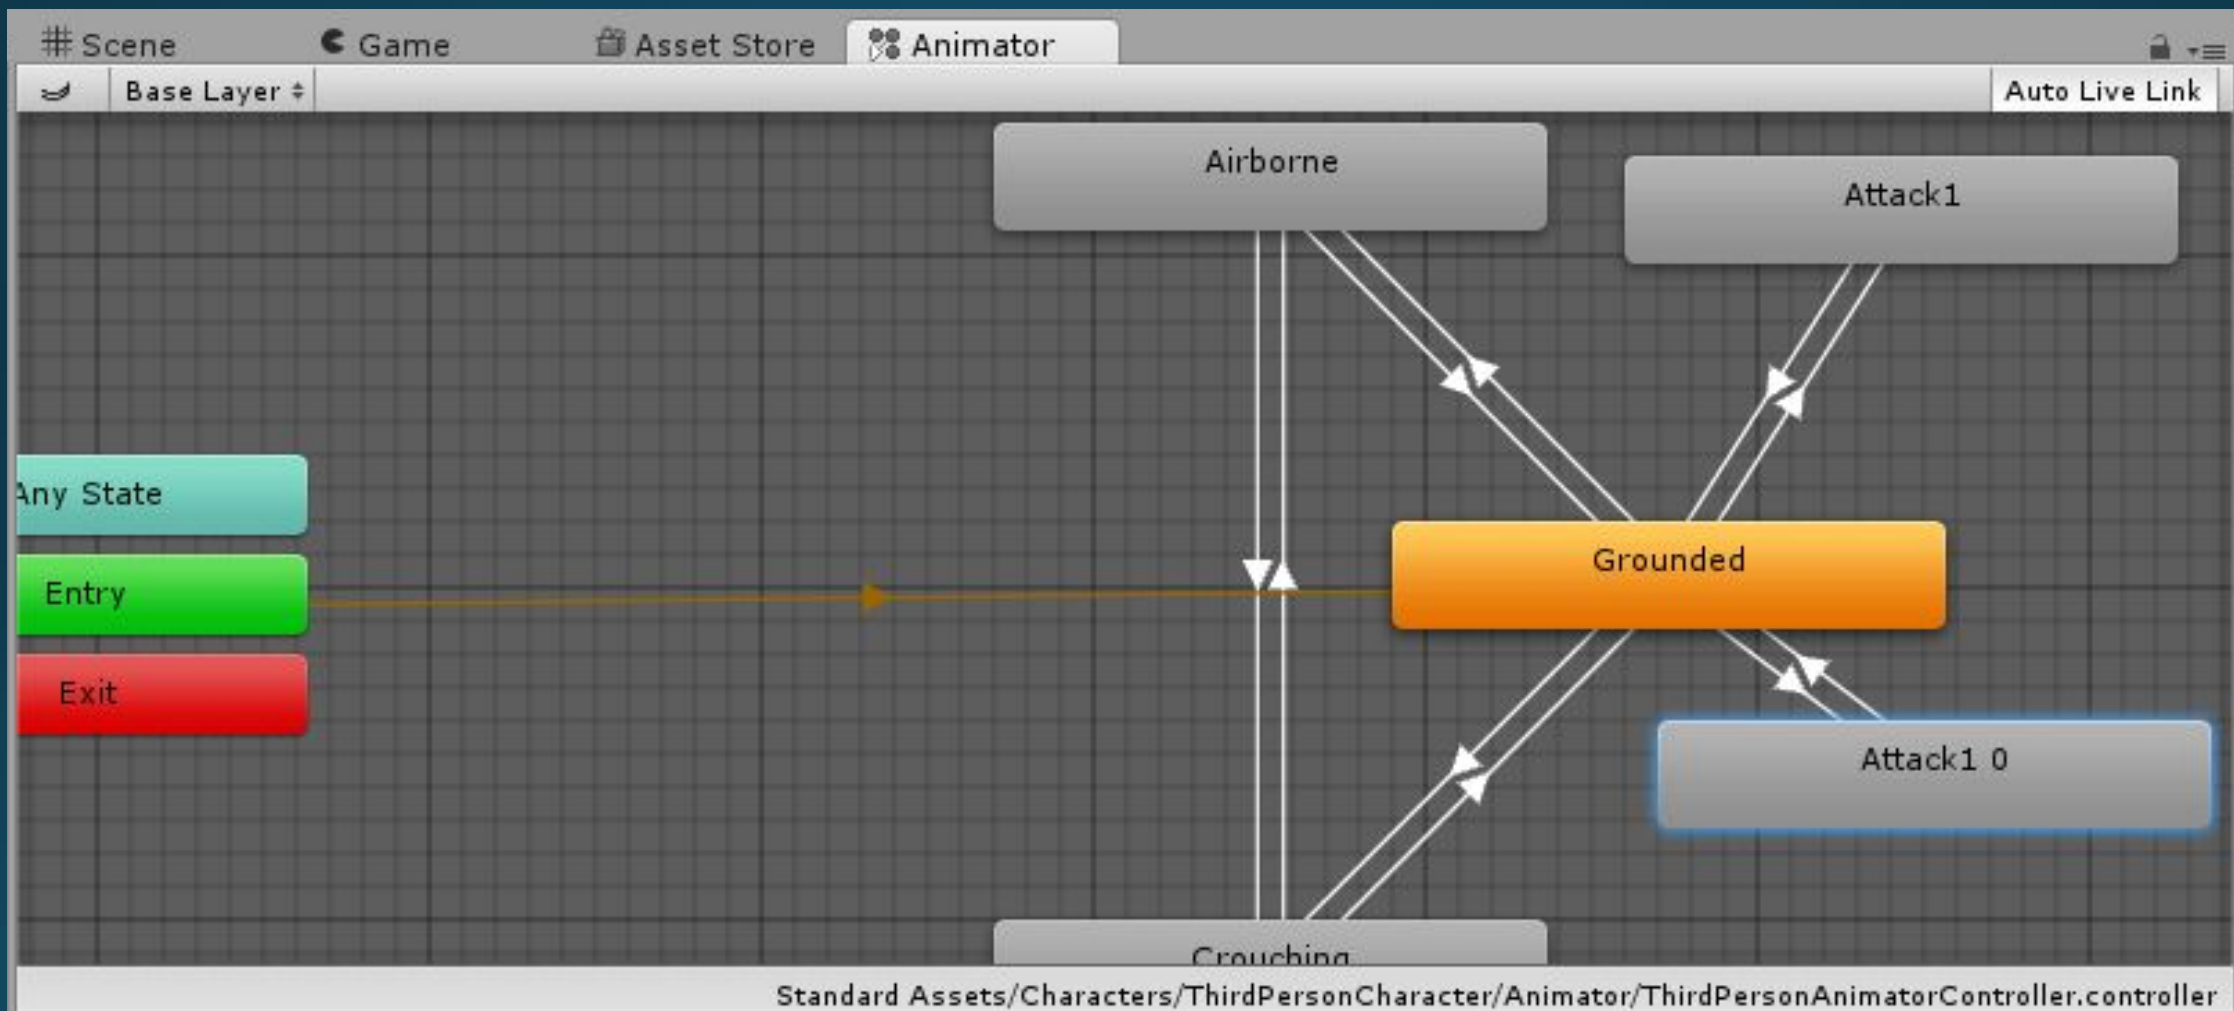 Scene Game Asset Store Animator
Base Layer Auto Live Link
Airborne
Attack1
Any State
Grounded
Entry
Exit
Attack1 0
Crouching
Standard Assets/Characters/ThirdPersonCharacter/Animator/ThirdPersonAnimatorController.controller